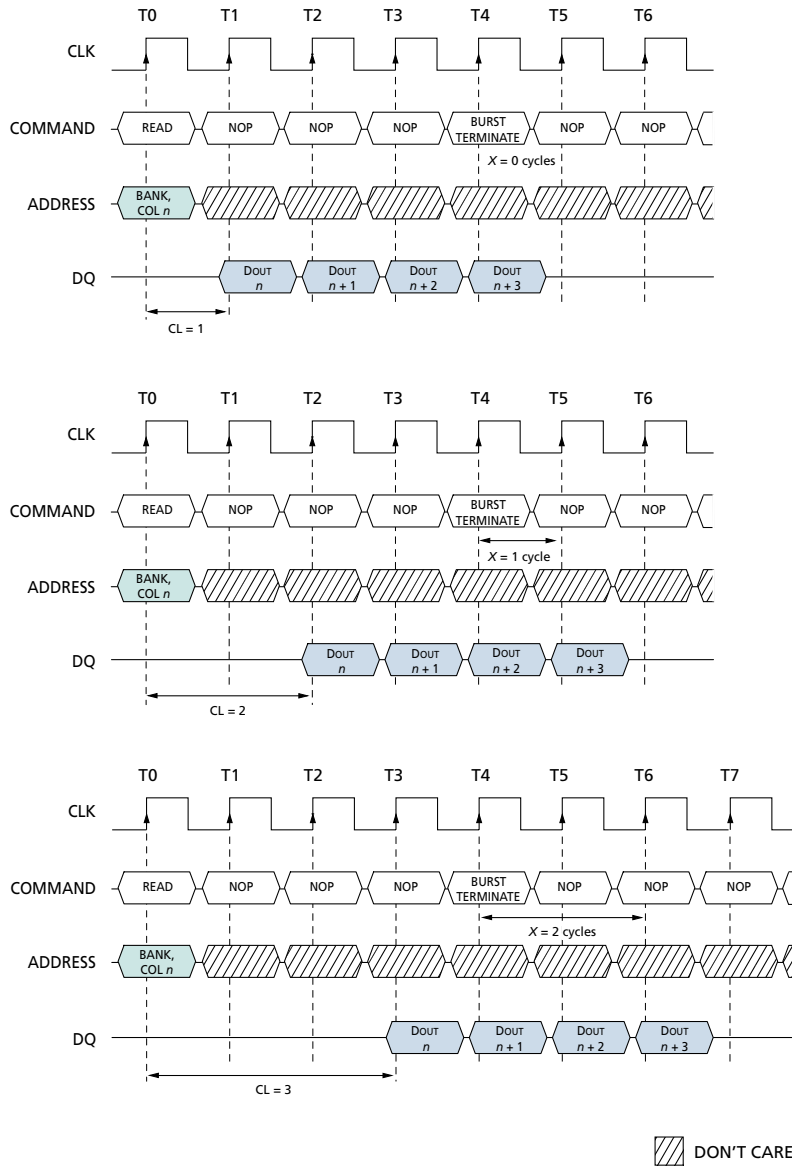 T0 T1 T2 T3 T4 T5 T6
CLK
COMMAND READ NOP NOP NOP BURST TERMINATE NOP NOP
X = 0 cycles
ADDRESS BANK, COL n
DQ DOUT n DOUT n + 1 DOUT n + 2 DOUT n + 3
CL = 1
T0 T1 T2 T3 T4 T5 T6
CLK
COMMAND READ NOP NOP NOP BURST TERMINATE NOP NOP
X = 1 cycle
ADDRESS BANK, COL n
DQ DOUT n DOUT n + 1 DOUT n + 2 DOUT n + 3
CL = 2
T0 T1 T2 T3 T4 T5 T6 T7
CLK
COMMAND READ NOP NOP NOP BURST TERMINATE NOP NOP NOP
X = 2 cycles
ADDRESS BANK, COL n
DQ DOUT n DOUT n + 1 DOUT n + 2 DOUT n + 3
CL = 3
DON'T CARE